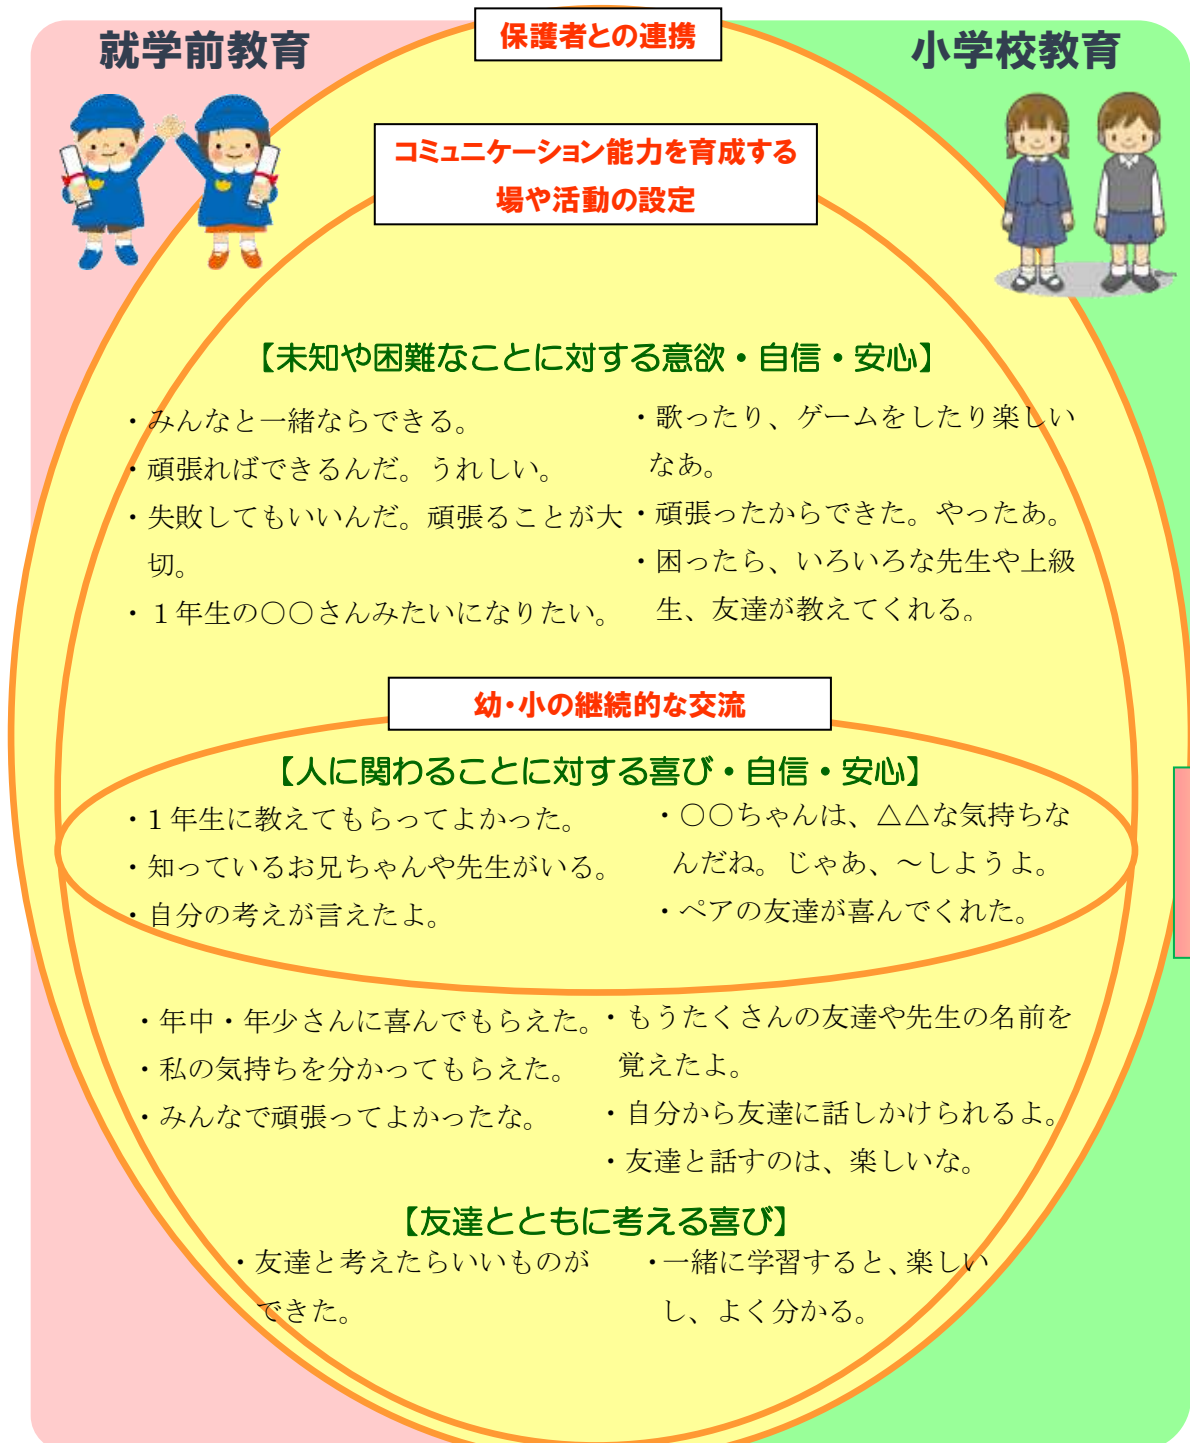 保護者との連携
就学前教育
小学校教育
コミュニケーション能力を育成する
場や活動の設定
【未知や困難なことに対する意欲・自信・安心】
・みんなと一緒ならできる。
・頑張ればできるんだ。うれしい。
・失敗してもいいんだ。頑張ることが大
切。
・１年生の〇〇さんみたいになりたい。
・歌ったり、ゲームをしたり楽しい
なあ。
・頑張ったからできた。やったあ。
・困ったら、いろいろな先生や上級
生、友達が教えてくれる。
幼・小の継続的な交流
【人に関わることに対する喜び・自信・安心】
・1 年生に教えてもらってよかった。
・知っているお兄ちゃんや先生がいる。
・自分の考えが言えたよ。
・〇〇ちゃんは、△△な気持ちな
んだね。じゃあ、～しようよ。
・ペアの友達が喜んでくれた。
・年中・年少さんに喜んでもらえた。
・私の気持ちを分かってもらえた。
・みんなで頑張ってよかったな。
・もうたくさんの友達や先生の名前を
覚えたよ。
・自分から友達に話しかけられるよ。
・友達と話すのは、楽しいな。
【友達とともに考える喜び】
・友達と考えたらいいものが
できた。
・一緒に学習すると、楽しい
し、よく分かる。